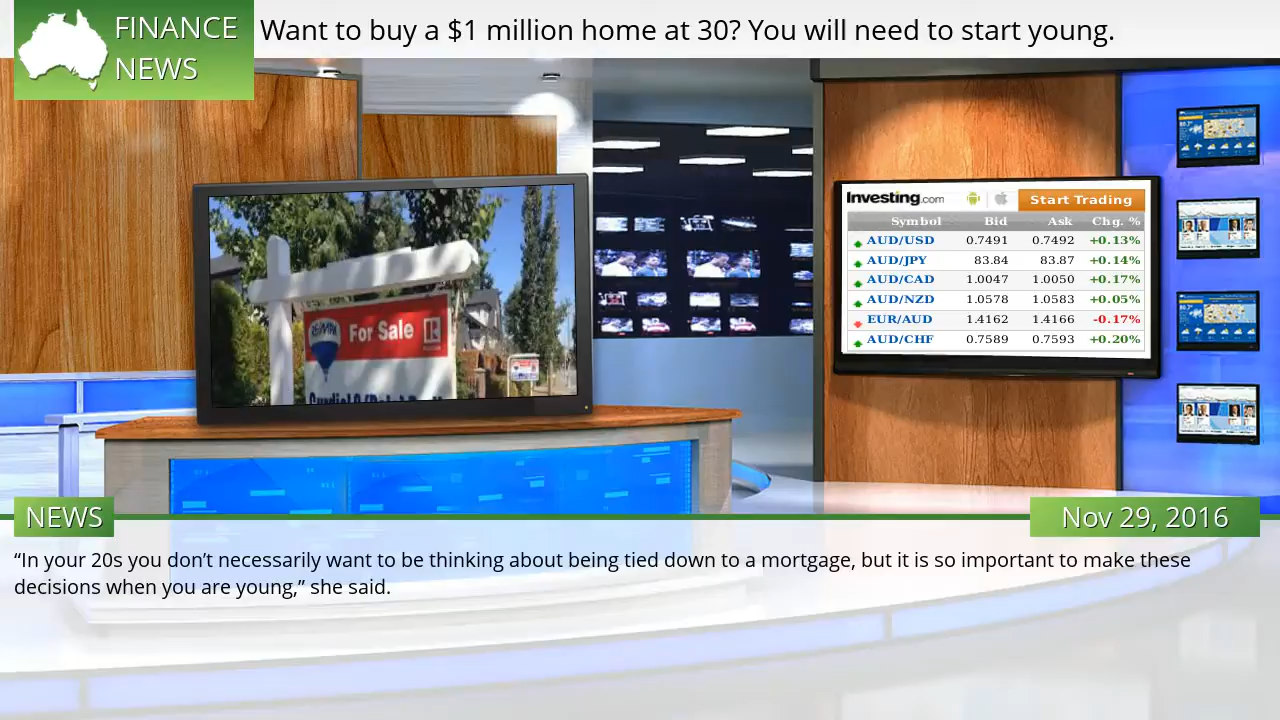 FINANCE
NEWS
Want to buy a $1 million home at 30? You will need to start young.
For Sale
Investing.com
Start Trading
Symbol Bid Ask Chg. %
AUD/USD 0.7491 0.7492 +0.13%
AUD/JPY 83.84 83.87 +0.14%
AUD/CAD 1.0047 1.0050 +0.17%
AUD/NZD 1.0578 1.0583 +0.05%
EUR/AUD 1.4162 1.4166 -0.17%
AUD/CHF 0.7589 0.7593 +0.20%
NEWS
Nov 29, 2016
“In your 20s you don’t necessarily want to be thinking about being tied down to a mortgage, but it is so important to make these
decisions when you are young,” she said.